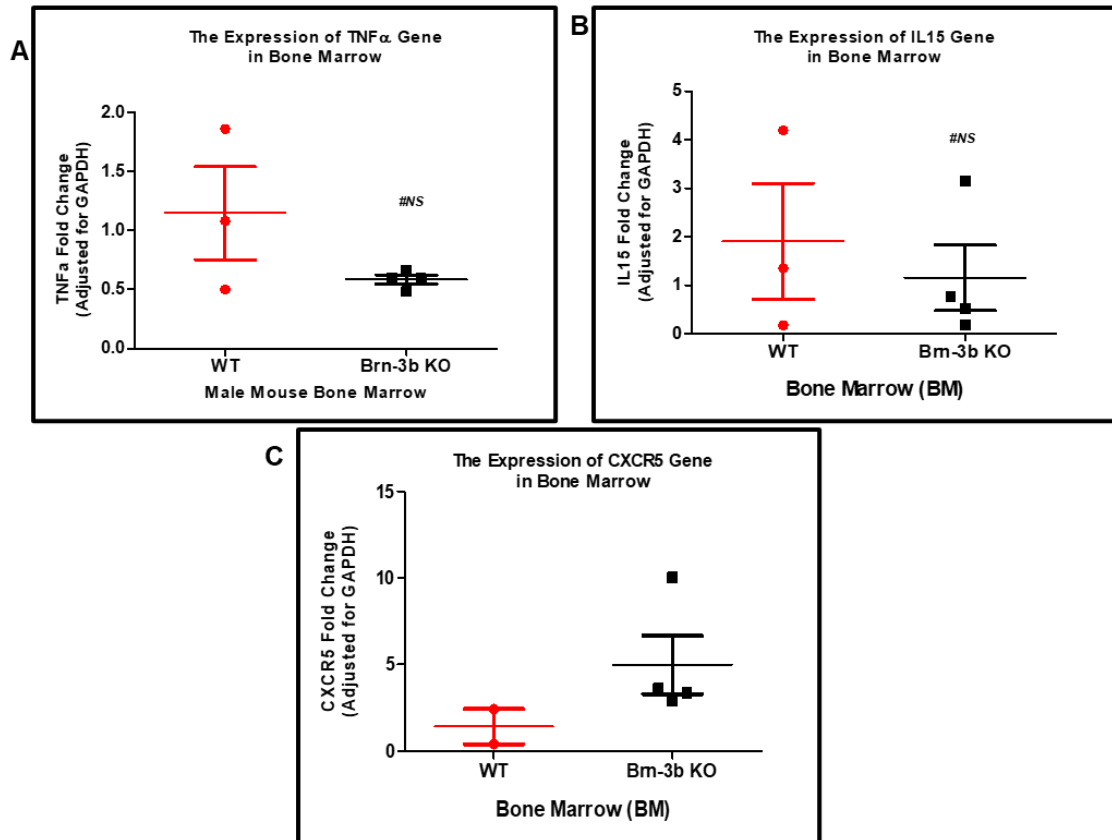 A
The Expression of TNFα Gene
in Bone Marrow
TNFa Fold Change
(Adjusted for GAPDH)
2.0
1.5
1.0
0.5
0.0
#NS
WT
Brn-3b KO
Male Mouse Bone Marrow
B
The Expression of IL15 Gene
in Bone Marrow
IL15 Fold Change
(Adjusted for GAPDH)
5
4
3
2
1
0
#NS
WT
Brn-3b KO
Bone Marrow (BM)
C
The Expression of CXCR5 Gene
in Bone Marrow
CXCR5 Fold Change
(Adjusted for GAPDH)
15
10
5
0
WT
Brn-3b KO
Bone Marrow (BM)